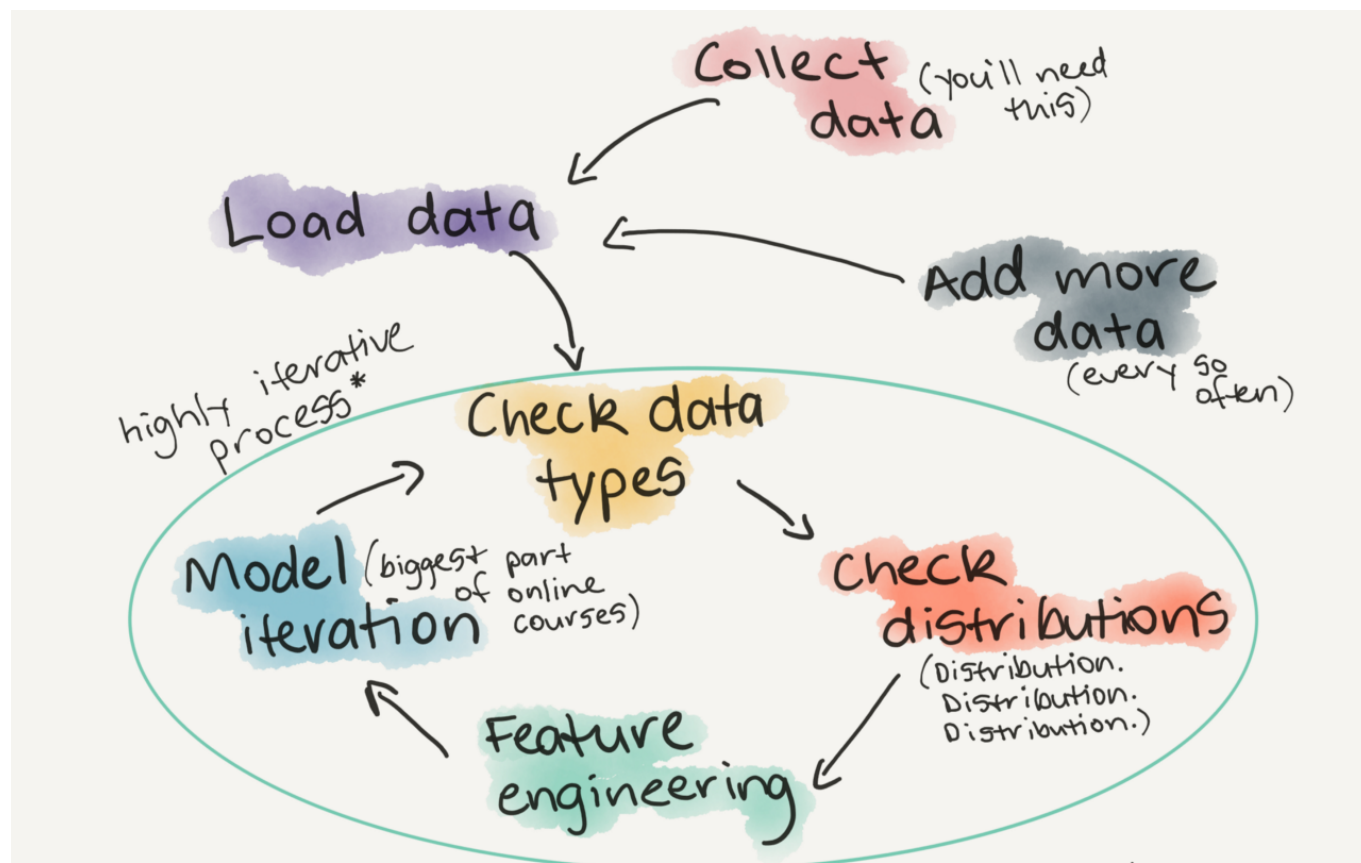 Collect
data
(you'll need
this)
Load data
Add more
data
(every so
often)
highly iterative
process*
Check data
types
Model
iteration
(biggest part
of online
courses)
Check
distributions
(Distribution.
Distribution.
Distribution.)
Feature
engineering